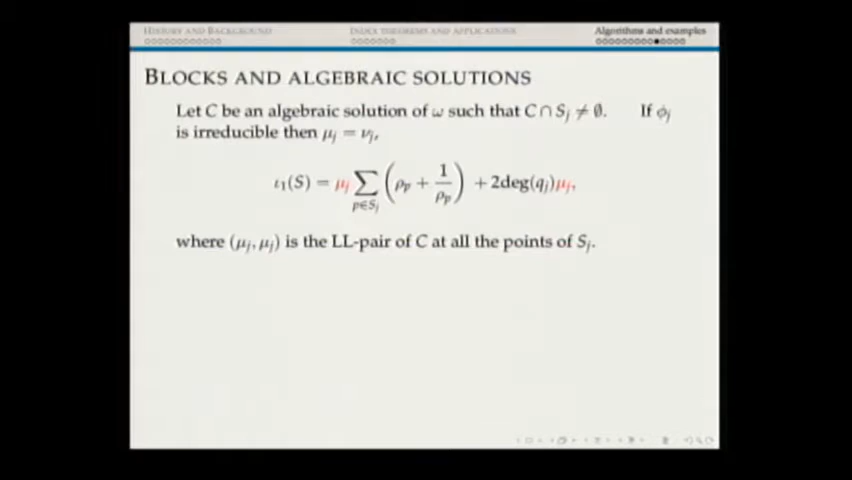 HISTORY AND BACKGROUND INDEX THEOREMS AND APPLICATIONS Algorithms and examples
BLOCKS AND ALGEBRAIC SOLUTIONS
Let C be an algebraic solution of ω such that C ∩ S_j ≠ ∅. If ϕ_j
is irreducible then μ_j = ν_j,
ι_1(S) = μ_j ∑_{p∈S_j} (ρ_p + 1/ρ_p) + 2deg(q_j)μ_j,
where (μ_j, μ_j) is the LL-pair of C at all the points of S_j.